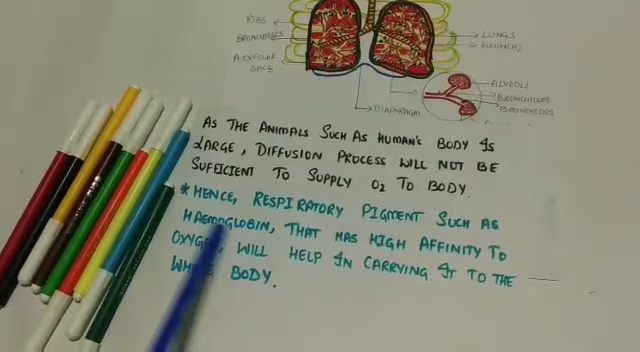 RIBS
BRONCHIOLES
ALVEOLAR
SACS
LUNGS
BRONCHI
ALVEOLI
BRONCHIOLES
BRONCHIOLES
DIAPHRAGM
AS THE ANIMALS SUCH AS HUMAN'S BODY IS
LARGE, DIFFUSION PROCESS WILL NOT BE
SUFICIENT TO SUPPLY O2 TO BODY.
*HENCE, RESPIRATORY PIGMENT SUCH AS
HAEMOGLOBIN, THAT HAS HIGH AFFINITY TO
WILL HELP IN CARRYING IT TO THE
BODY.